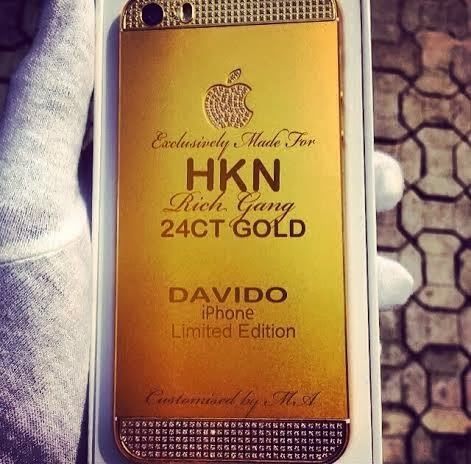 Exclusively Made For
HKN
Rich Gang
24CT GOLD
DAVIDO
iPhone
Limited Edition
Customised by M.A